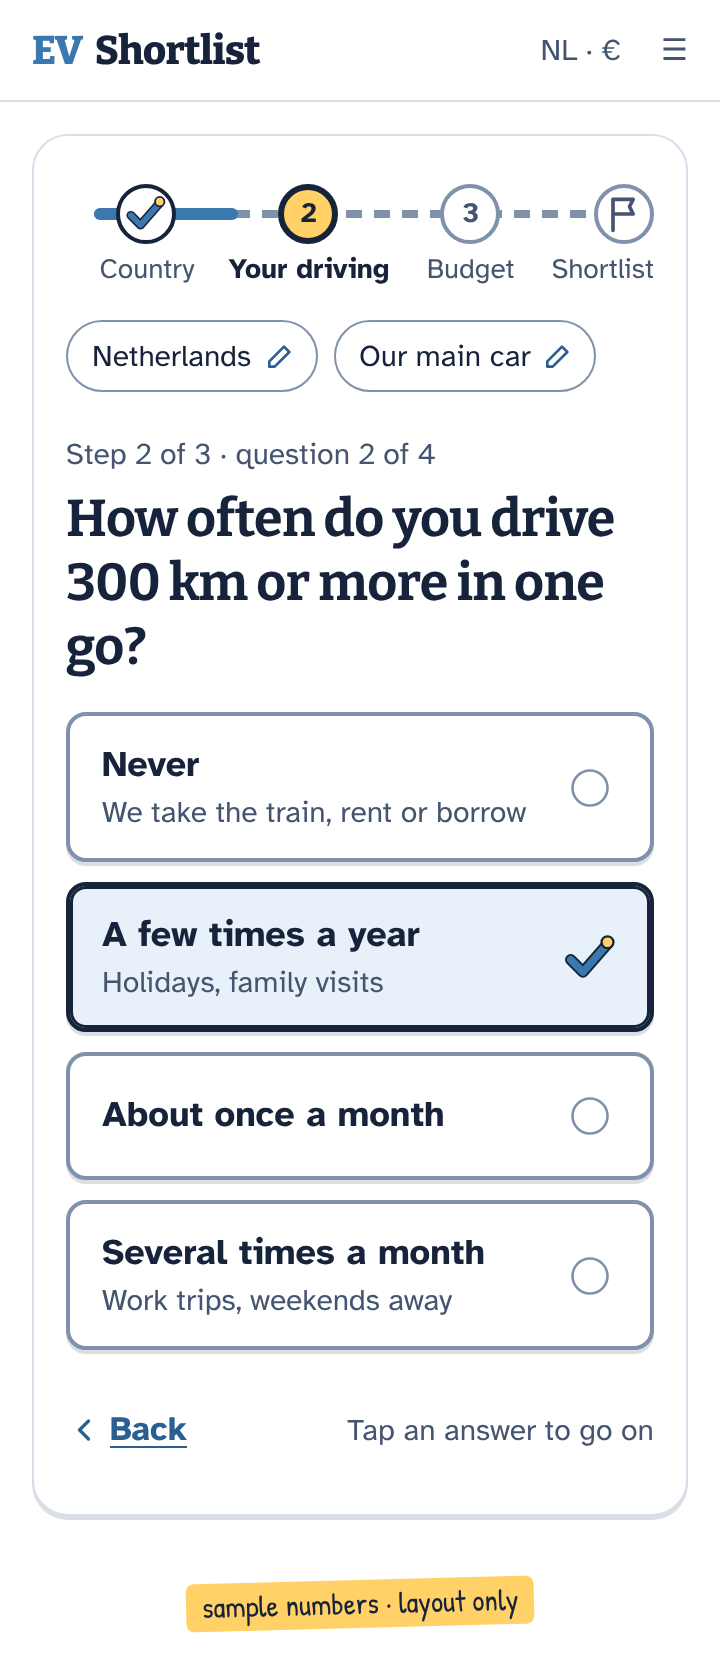 EV Shortlist
NL · €
2
3
Country
Your driving
Budget
Shortlist
Netherlands
Our main car
Step 2 of 3 · question 2 of 4
How often do you drive
300 km or more in one
go?
Never
We take the train, rent or borrow
A few times a year
Holidays, family visits
About once a month
Several times a month
Work trips, weekends away
Back
Tap an answer to go on
sample numbers · layout only